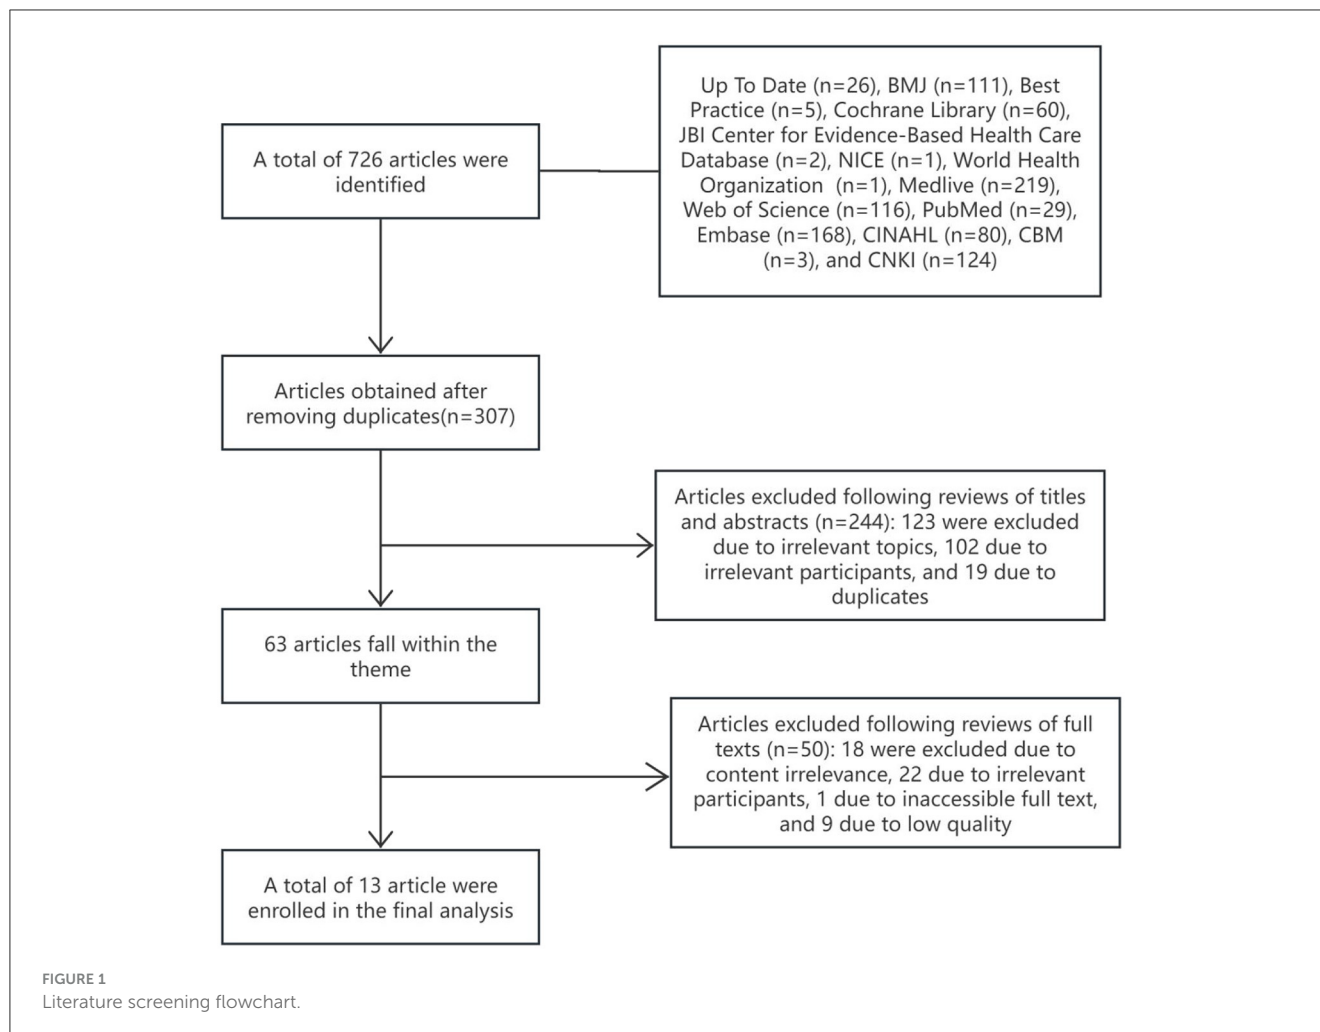 Up To Date (n=26), BMJ (n=111), Best
Practice (n=5), Cochrane Library (n=60),
JBI Center for Evidence-Based Health Care
Database (n=2), NICE (n=1), World Health
Organization (n=1), Medlive (n=219),
Web of Science (n=116), PubMed (n=29),
Embase (n=168), CINAHL (n=80), CBM
(n=3), and CNKI (n=124)
A total of 726 articles were
identified
Articles obtained after
removing duplicates(n=307)
Articles excluded following reviews of titles
and abstracts (n=244): 123 were excluded
due to irrelevant topics, 102 due to
irrelevant participants, and 19 due to
duplicates
63 articles fall within the
theme
Articles excluded following reviews of full
texts (n=50): 18 were excluded due to
content irrelevance, 22 due to irrelevant
participants, 1 due to inaccessible full text,
and 9 due to low quality
A total of 13 article were
enrolled in the final analysis
FIGURE 1
Literature screening flowchart.